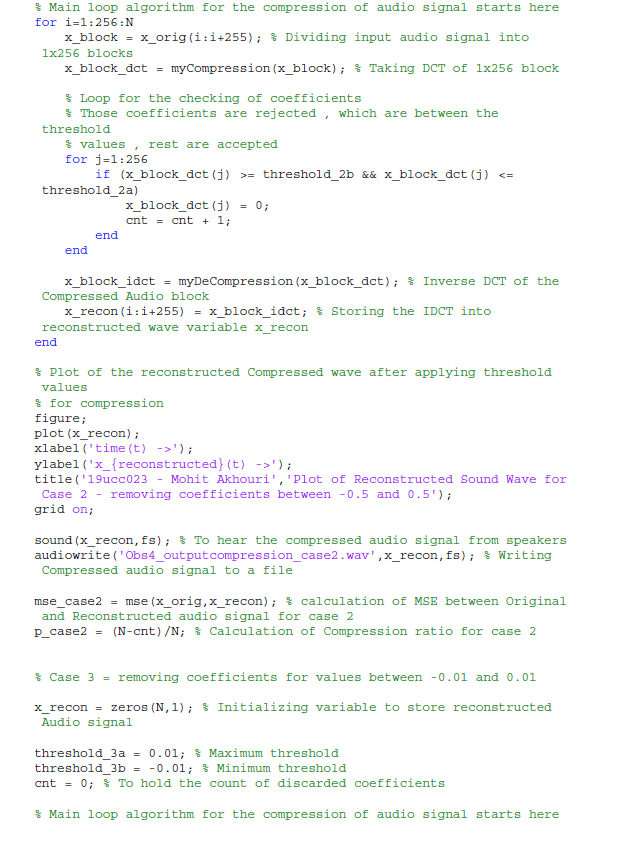 % Main loop algorithm for the compression of audio signal starts here
for i=1:256:N
x_block = x_orig(i:i+255); % Dividing input audio signal into
1x256 blocks
x_block_dct = myCompression(x_block); % Taking DCT of 1x256 block
% Loop for the checking of coefficients
% Those coefficients are rejected , which are between the
threshold
% values , rest are accepted
for j=1:256
if (x_block_dct(j) >= threshold_2b && x_block_dct(j) <=
threshold_2a)
x_block_dct(j) = 0;
cnt = cnt + 1;
end
end
x_block_idct = myDeCompression(x_block_dct); % Inverse DCT of the
Compressed Audio block
x_recon(i:i+255) = x_block_idct; % Storing the IDCT into
reconstructed wave variable x_recon
end
% Plot of the reconstructed Compressed wave after applying threshold
values
% for compression
figure;
plot(x_recon);
xlabel('time(t) ->');
ylabel('x_{reconstructed}(t) ->');
title('19ucc023 - Mohit Akhouri','Plot of Reconstructed Sound Wave for
Case 2 - removing coefficients between -0.5 and 0.5');
grid on;
sound(x_recon,fs); % To hear the compressed audio signal from speakers
audiowrite('Obs4_outputcompression_case2.wav',x_recon,fs); % Writing
Compressed audio signal to a file
mse_case2 = mse(x_orig,x_recon); % calculation of MSE between Original
and Reconstructed audio signal for case 2
p_case2 = (N-cnt)/N; % Calculation of Compression ratio for case 2
% Case 3 = removing coefficients for values between -0.01 and 0.01
x_recon = zeros(N,1); % Initializing variable to store reconstructed
Audio signal
threshold_3a = 0.01; % Maximum threshold
threshold_3b = -0.01; % Minimum threshold
cnt = 0; % To hold the count of discarded coefficients
% Main loop algorithm for the compression of audio signal starts here